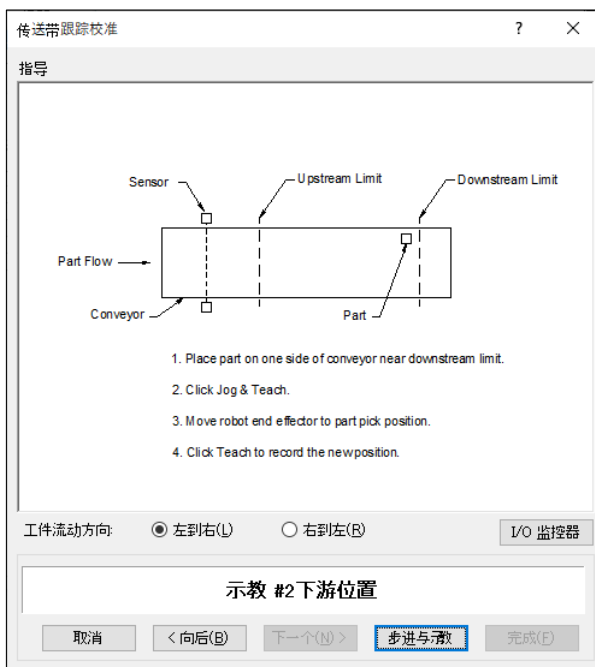 传送带跟踪校准 ? ×
指导
Sensor
Upstream Limit
Downstream Limit
Part Flow
Conveyor
Part
1. Place part on one side of conveyor near downstream limit.
2. Click Jog & Teach.
3. Move robot end effector to part pick position.
4. Click Teach to record the newposition.
工件流动方向: 左到右(L) 右到左(R) I/O 监控器
示教 #2下游位置
取消 < 向后(B) 下一个(N) > 步进与示教 完成(F)